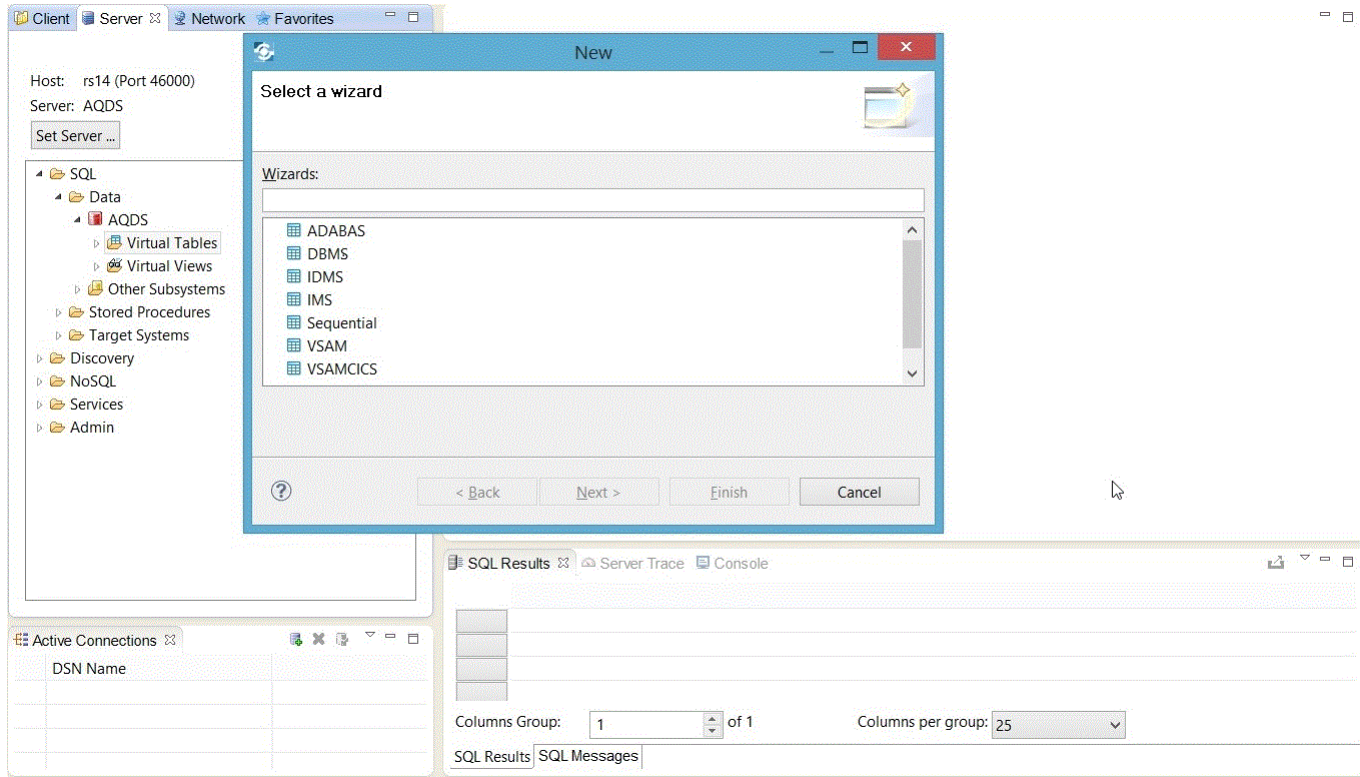 Client Server Network Favorites
Host: rs14 (Port 46000)
Server: AQDS
Set Server ...
SQL
Data
AQDS
Virtual Tables
Virtual Views
Other Subsystems
Stored Procedures
Target Systems
Discovery
NoSQL
Services
Admin
New
Select a wizard
Wizards:
ADABAS
DBMS
IDMS
IMS
Sequential
VSAM
VSAMCICS
? < Back Next > Finish Cancel
Active Connections
DSN Name
SQL Results Server Trace Console
Columns Group: 1 of 1 Columns per group: 25
SQL Results SQL Messages